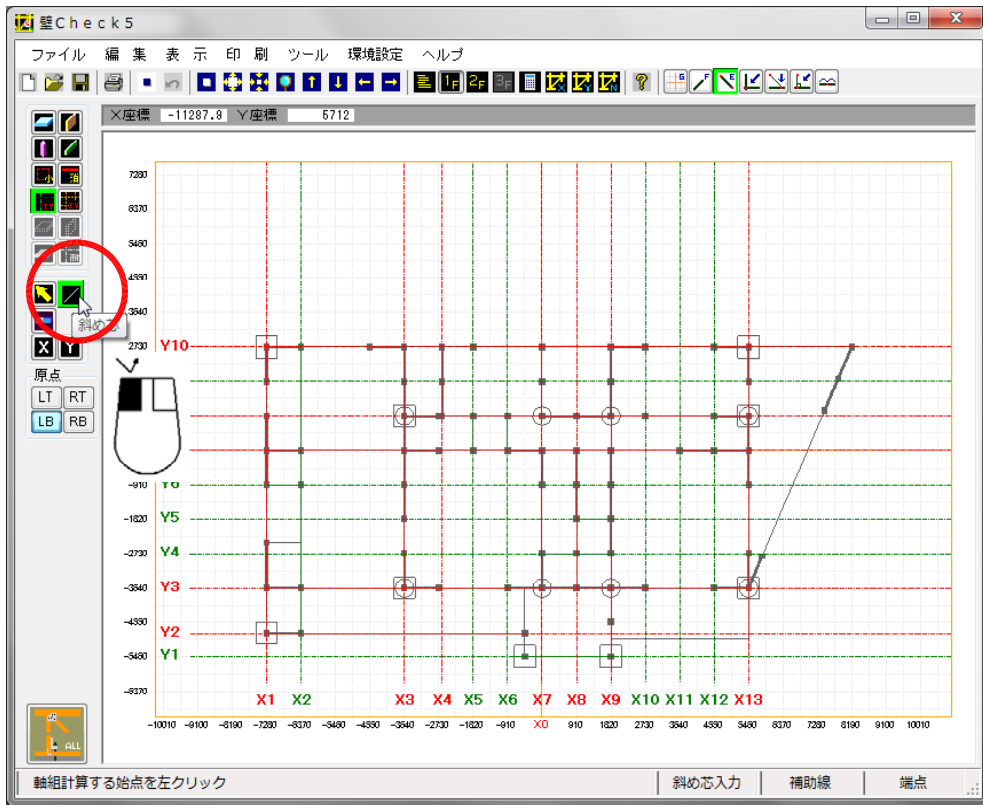 壁Check5
ファイル 編集 表示 印刷 ツール 環境設定 ヘルプ
X座標 -11287.9 Y座標 5712
斜め芯
X Y
原点
LT RT
LB RB
ALL
7280
6370
5460
4550
3640
2730 Y10
-910 Y6
-1820 Y5
-2730 Y4
-3640 Y3
-4550
Y2
-5460 Y1
-6370
X1 X2 X3 X4 X5 X6 X7 X8 X9 X10 X11 X12 X13
-10010 -9100 -8190 -7280 -6370 -5460 -4550 -3640 -2730 -1820 -910 X0 910 1820 2730 3640 4550 5460 6370 7280 8190 9100 10010
軸組計算する始点を左クリック 斜め芯入力 補助線 端点